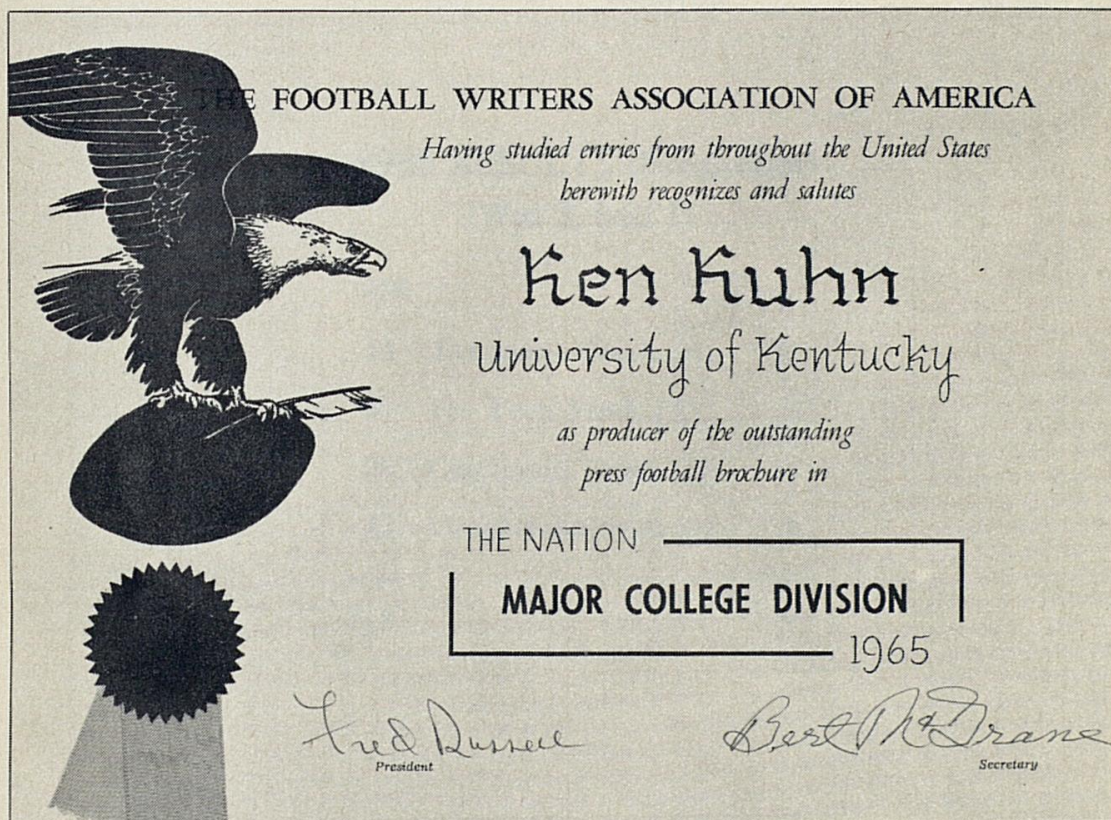 THE FOOTBALL WRITERS ASSOCIATION OF AMERICA
Having studied entries from throughout the United States
herewith recognizes and salutes
Ken Kuhn
University of Kentucky
as producer of the outstanding
press football brochure in
THE NATION
MAJOR COLLEGE DIVISION
1965
Fred Russell
Bert McGrane
President
Secretary